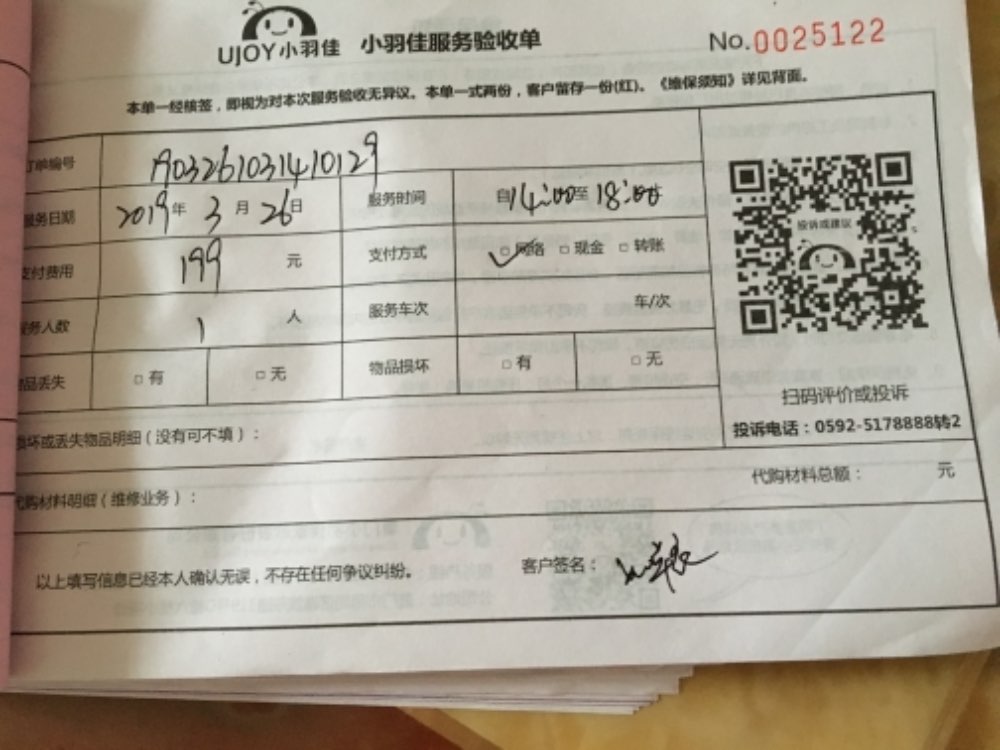 UJOY小羽佳 小羽佳服务验收单 No.0025122
本单一经核签，即视为对本次服务验收无异议。本单一式两份，客户留存一份(红)。《维保须知》详见背面。
订单编号 1903261031410129
服务日期 2019年3月26日 服务时间 自14:00至18:00
支付费用 199 元 支付方式 □网络 □现金 □转账
服务人数 1 人 服务车次 车/次
物品丢失 □有 □无 物品损坏 □有 □无
投诉或建议
扫码评价或投诉
投诉电话：0592-5178888转2
损坏或丢失物品明细（没有可不填）：
代购材料总额： 元
代购材料明细（维修业务）：
以上填写信息已经本人确认无误，不存在任何争议纠纷。 客户签名：